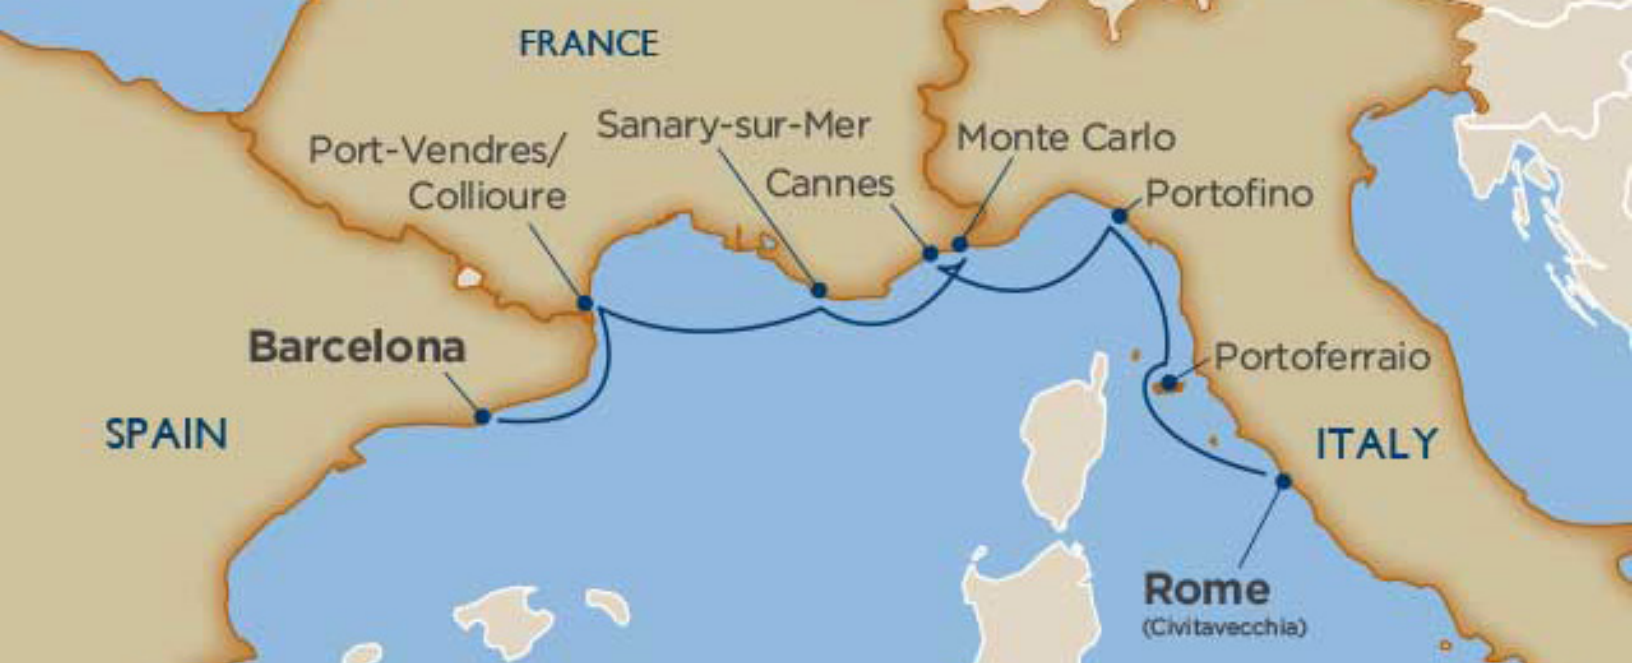 FRANCE
Sanary-sur-Mer
Port-Vendres/
Collioure
Monte Carlo
Cannes
Portofino
Barcelona
Portoferraio
SPAIN
ITALY
Rome
(Civitavecchia)